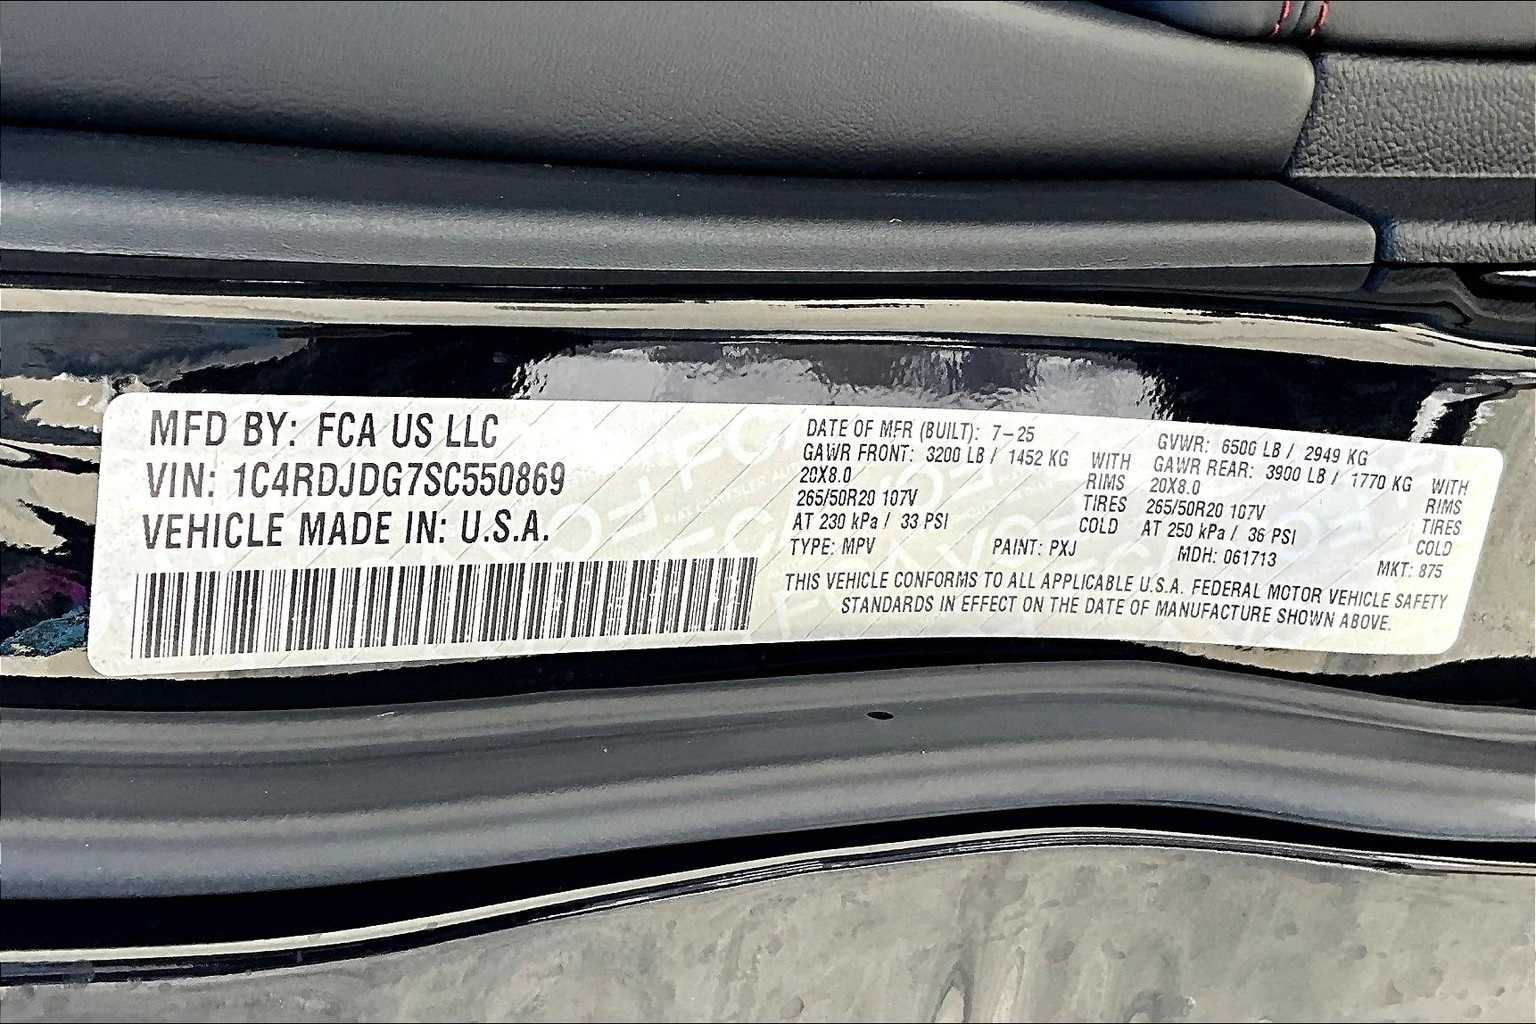 MFD BY: FCA US LLC
VIN: 1C4RDJDG7SC550869
VEHICLE MADE IN: U.S.A.
DATE OF MFR (BUILT): 7-25
GAWR FRONT: 3200 LB / 1452 KG WITH
20X8.0 RIMS
265/50R20 107V TIRES
AT 230 kPa / 33 PSI COLD
TYPE: MPV PAINT: PXJ
GVWR: 6500 LB / 2949 KG
GAWR REAR: 3900 LB / 1770 KG WITH
20X8.0 RIMS
265/50R20 107V TIRES
AT 250 kPa / 36 PSI COLD
MDH: 061713 MKT: 875
THIS VEHICLE CONFORMS TO ALL APPLICABLE U.S.A. FEDERAL MOTOR VEHICLE SAFETY
STANDARDS IN EFFECT ON THE DATE OF MANUFACTURE SHOWN ABOVE.